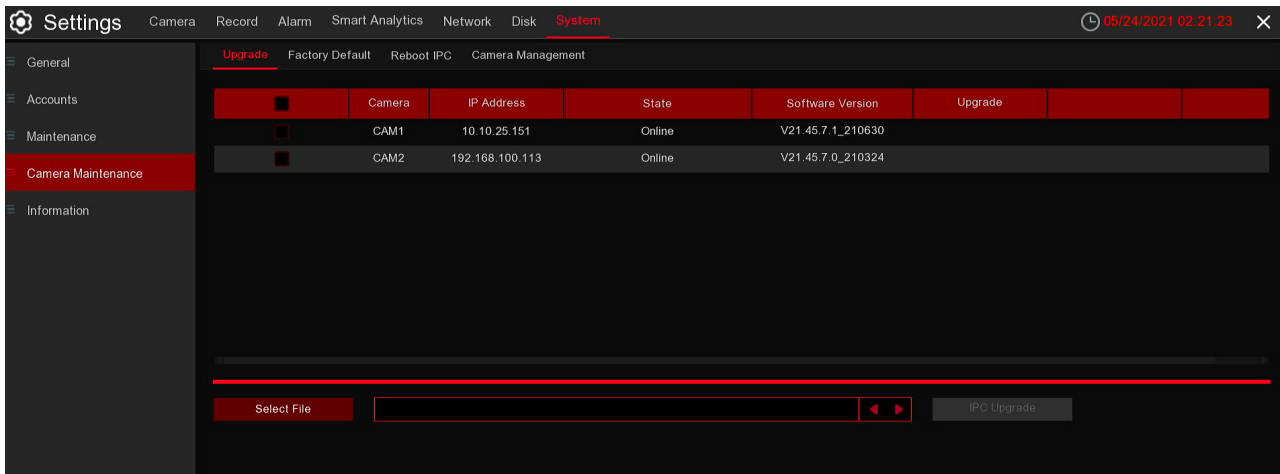 Settings Camera Record Alarm Smart Analytics Network Disk System 05/24/2021 02:21:23
General
Accounts
Maintenance
Camera Maintenance
Information
Upgrade Factory Default Reboot IPC Camera Management
Camera IP Address State Software Version Upgrade
CAM1 10.10.25.151 Online V21.45.7.1_210630
CAM2 192.168.100.113 Online V21.45.7.0_210324
Select File IPC Upgrade